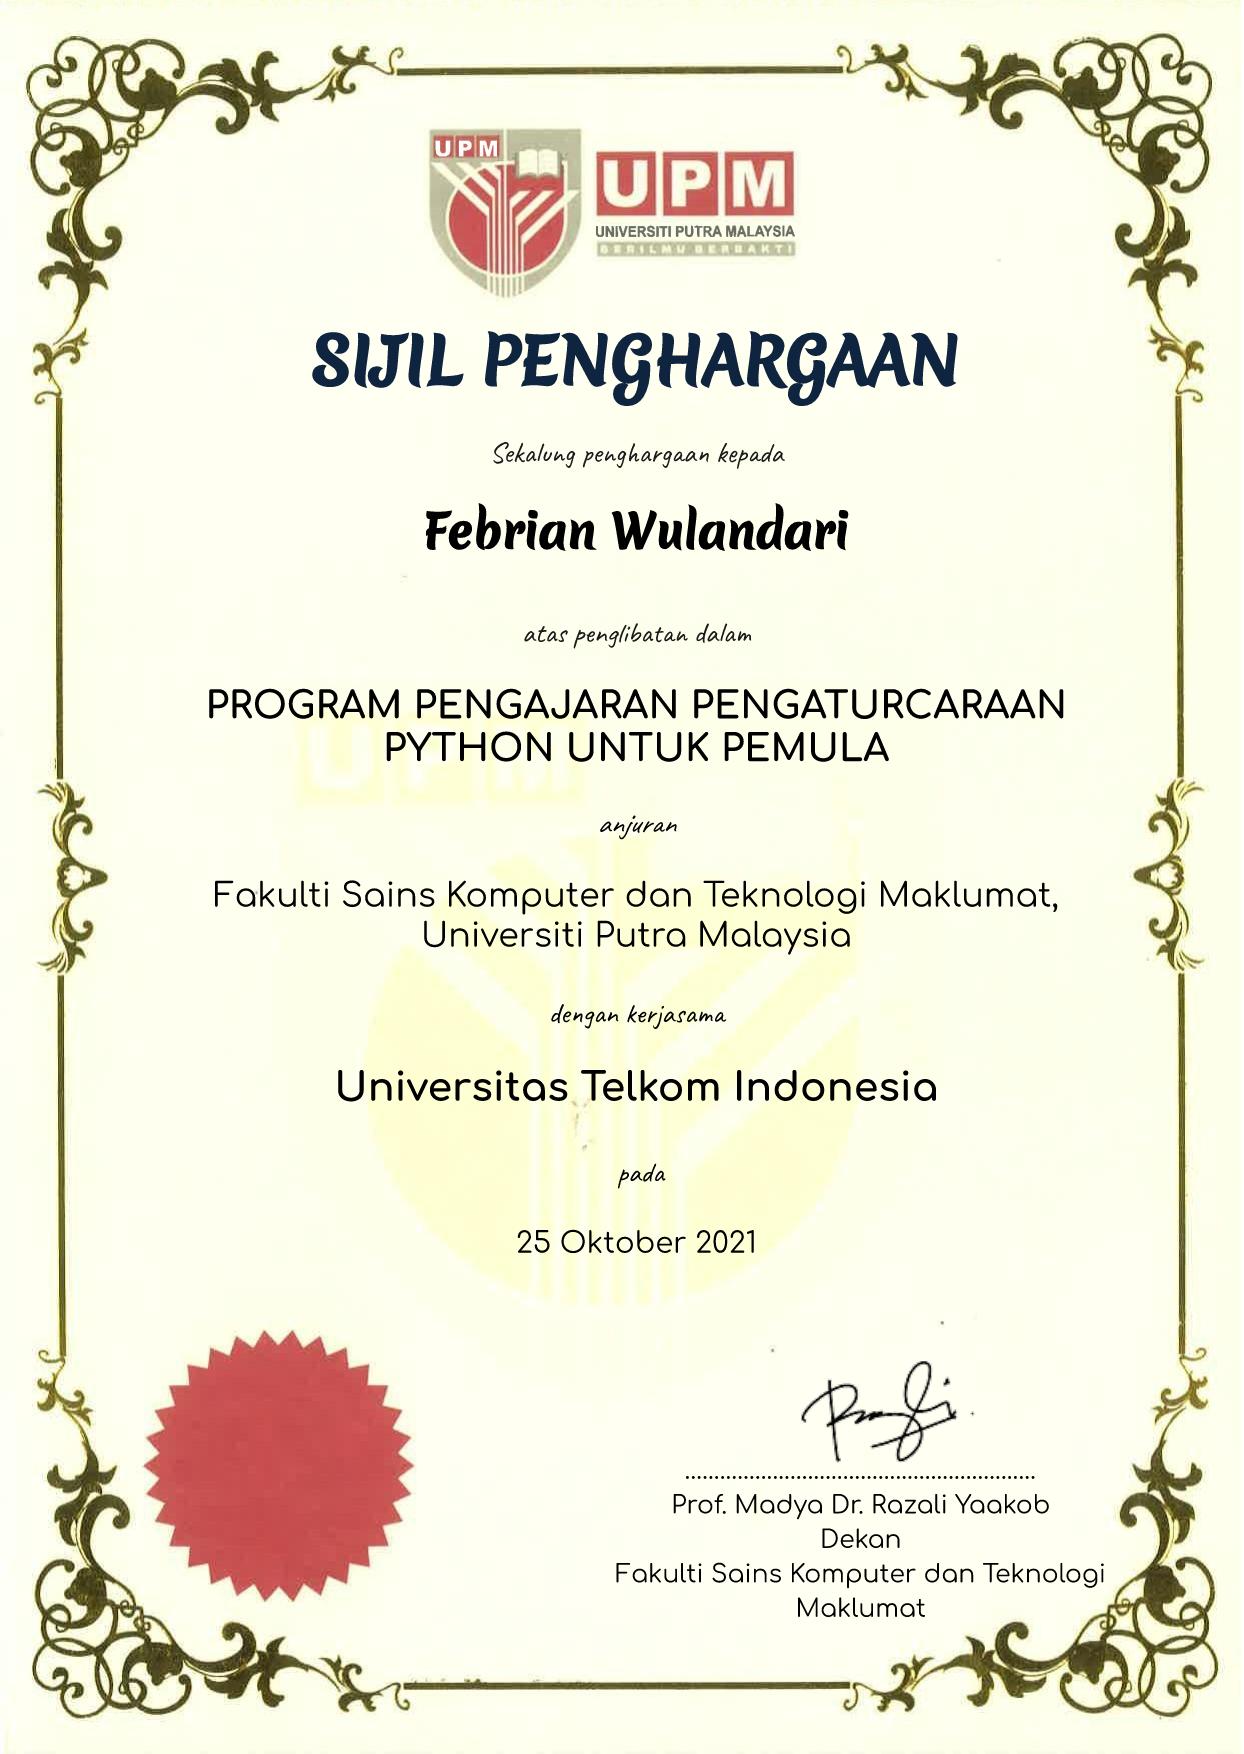 UPM
UPM
UNIVERSITI PUTRA MALAYSIA
BERILMU BERBAKTI
SIJIL PENGHARGAAN
Sekalung penghargaan kepada
Febrian Wulandari
atas penglibatan dalam
PROGRAM PENGAJARAN PENGATURCARAAN
PYTHON UNTUK PEMULA
anjuran
Fakulti Sains Komputer dan Teknologi Maklumat,
Universiti Putra Malaysia
dengan kerjasama
Universitas Telkom Indonesia
pada
25 Oktober 2021
Prof. Madya Dr. Razali Yaakob
Dekan
Fakulti Sains Komputer dan Teknologi
Maklumat